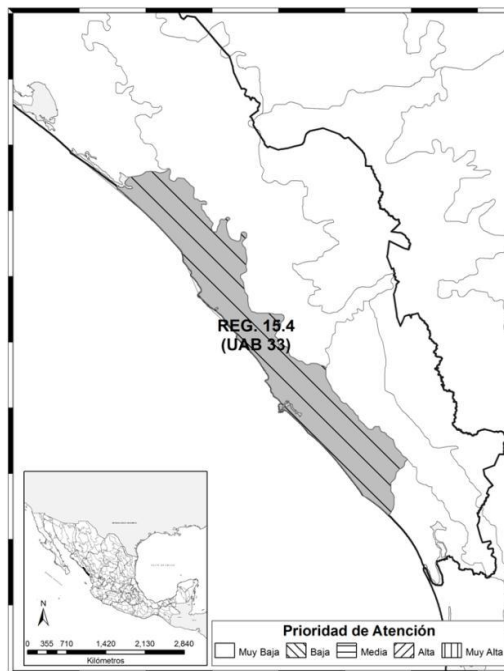 REG. 15.4
(UAB 33)
N
0 355 710 1,420 2,130 2,840
Kilómetros
Prioridad de Atención
Muy Baja Baja Media Alta Muy Alta